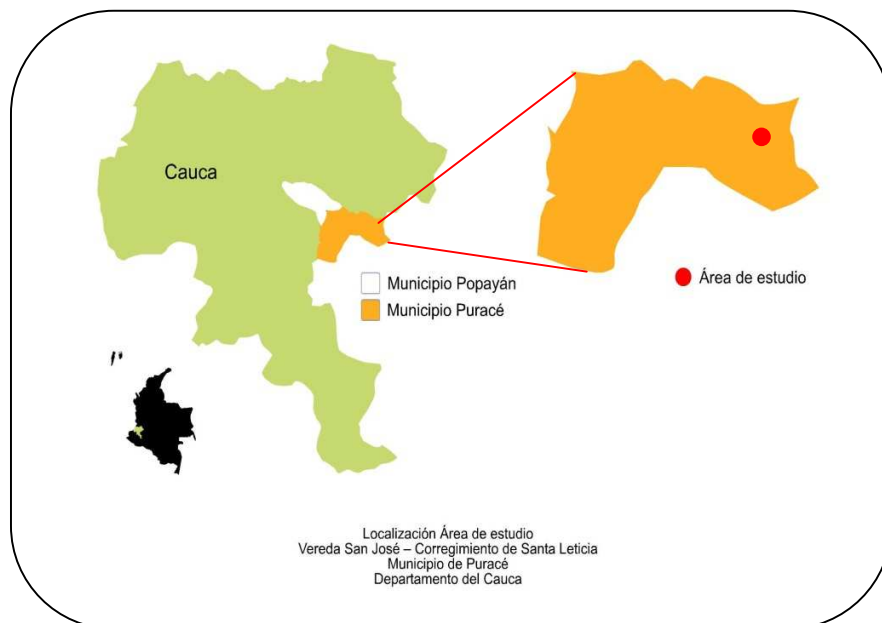 Cauca
Municipio Popayán
Municipio Puracé
Área de estudio
Localización Área de estudio
Vereda San José – Corregimiento de Santa Leticia
Municipio de Puracé
Departamento del Cauca